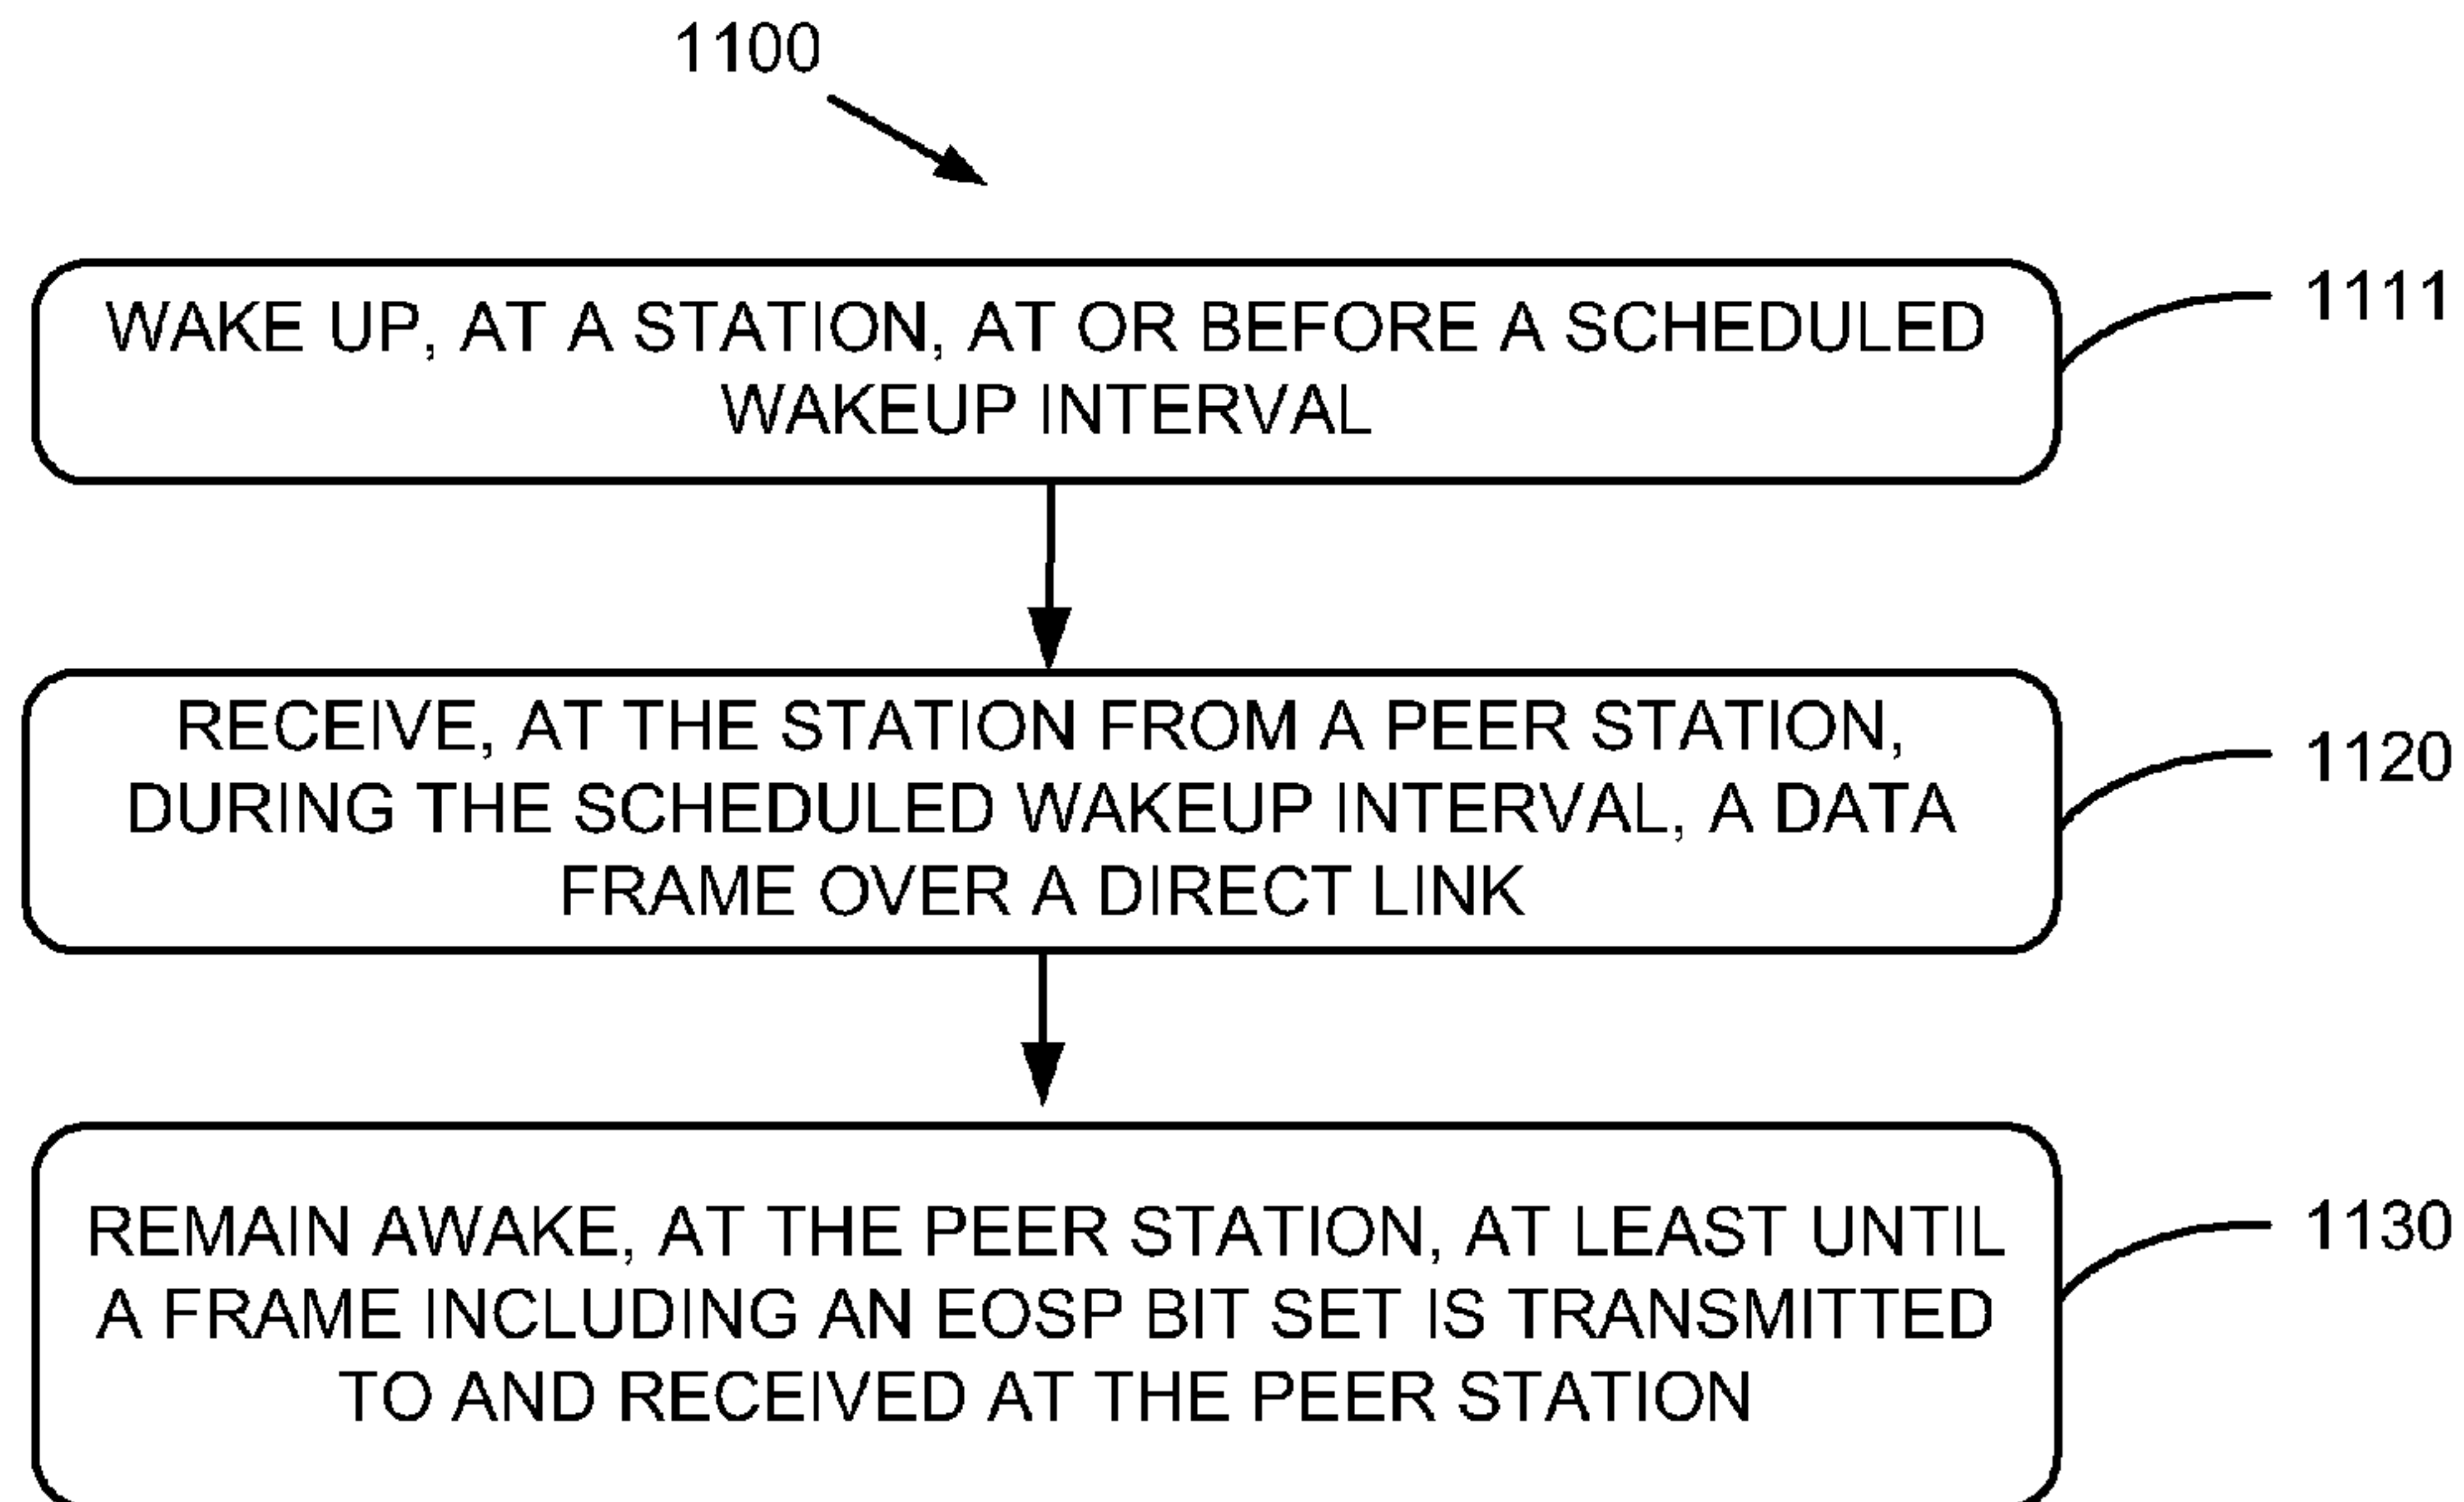 1100
WAKE UP, AT A STATION, AT OR BEFORE A SCHEDULED
WAKEUP INTERVAL
1111
RECEIVE, AT THE STATION FROM A PEER STATION,
DURING THE SCHEDULED WAKEUP INTERVAL, A DATA
FRAME OVER A DIRECT LINK
1120
REMAIN AWAKE, AT THE PEER STATION, AT LEAST UNTIL
A FRAME INCLUDING AN EOSP BIT SET IS TRANSMITTED
TO AND RECEIVED AT THE PEER STATION
1130